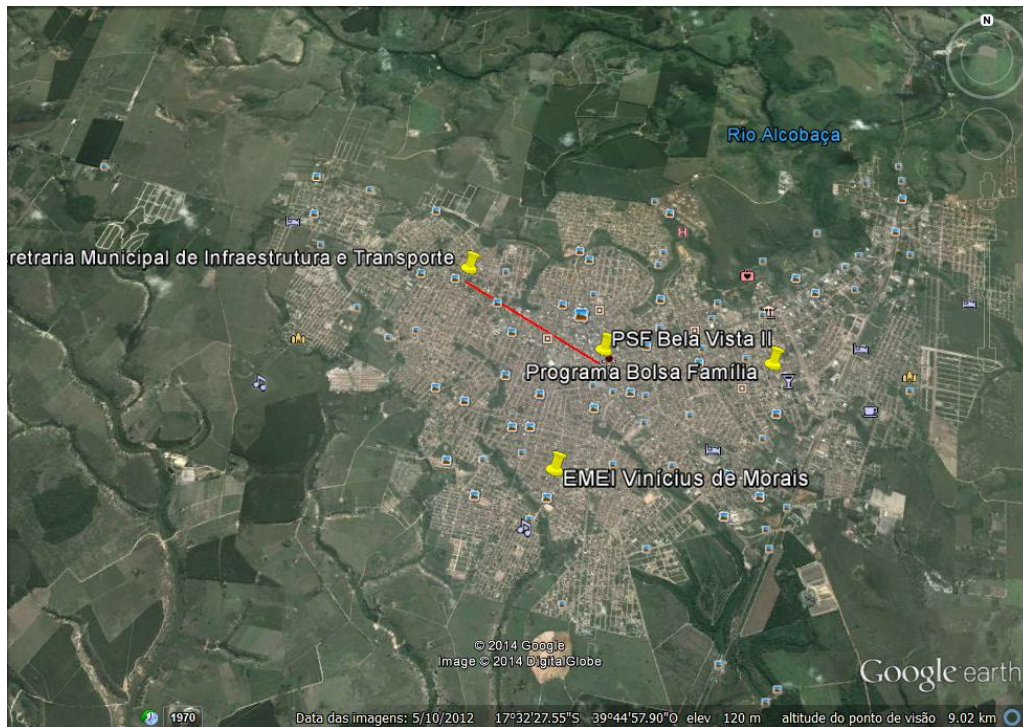 N
Rio Alcobaça
cretraria Municipal de Infraestrutura e Transporte
H
PSF Bela Vista II
Programa Bolsa Família
EMEI Vinícius de Morais
© 2014 Google
Image © 2014 DigitalGlobe
Google earth
1970
Data das imagens: 5/10/2012 17°32'27.55"S 39°44'57.90"O elev 120 m altitude do ponto de visão 9.02 km